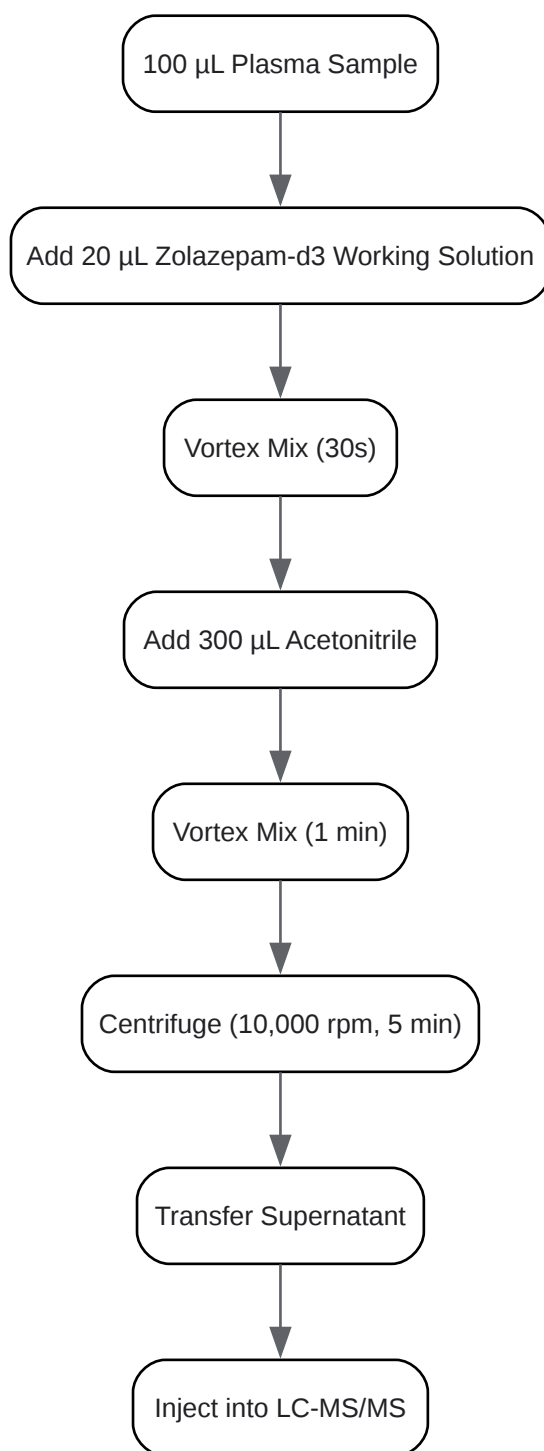 100 µL Plasma Sample
Add 20 µL Zolazepam-d3 Working Solution
Vortex Mix (30s)
Add 300 µL Acetonitrile
Vortex Mix (1 min)
Centrifuge (10,000 rpm, 5 min)
Transfer Supernatant
Inject into LC-MS/MS